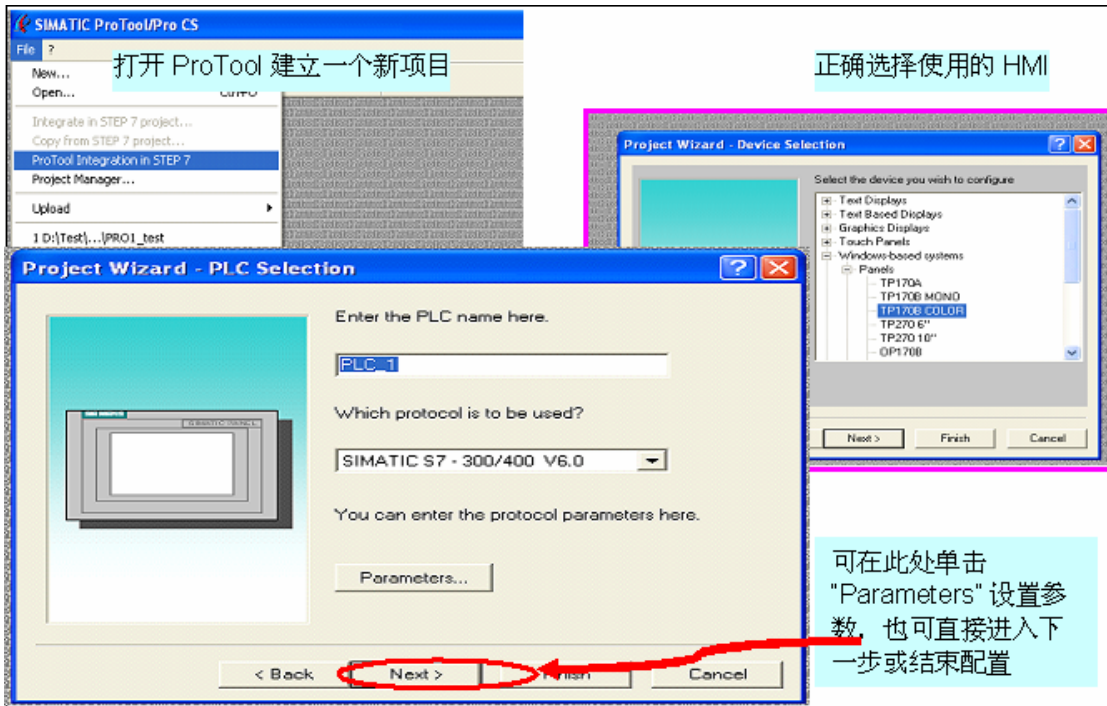 SIMATIC ProTool/Pro CS
File ?
打开 ProTool 建立一个新项目
New...
Open... Ctrl+O
Integrate in STEP 7 project...
Copy from STEP 7 project...
ProTool Integration in STEP 7
Project Manager...
Upload
1 D:\Test\...\PRO1_test
正确选择使用的 HMI
Project Wizard - Device Selection
Select the device you wish to configure
Text Displays
Text Based Displays
Graphics Displays
Touch Panels
Windows-based systems
Panels
TP170A
TP170B MONO
TP170B COLOR
TP270 6"
TP270 10"
OP170B
Next > Finish Cancel
Project Wizard - PLC Selection
Enter the PLC name here.
PLC_1
Which protocol is to be used?
SIMATIC S7 - 300/400 V6.0
You can enter the protocol parameters here.
Parameters...
< Back Next > Finish Cancel
可在此处单击
"Parameters" 设置参
数，也可直接进入下
一步或结束配置